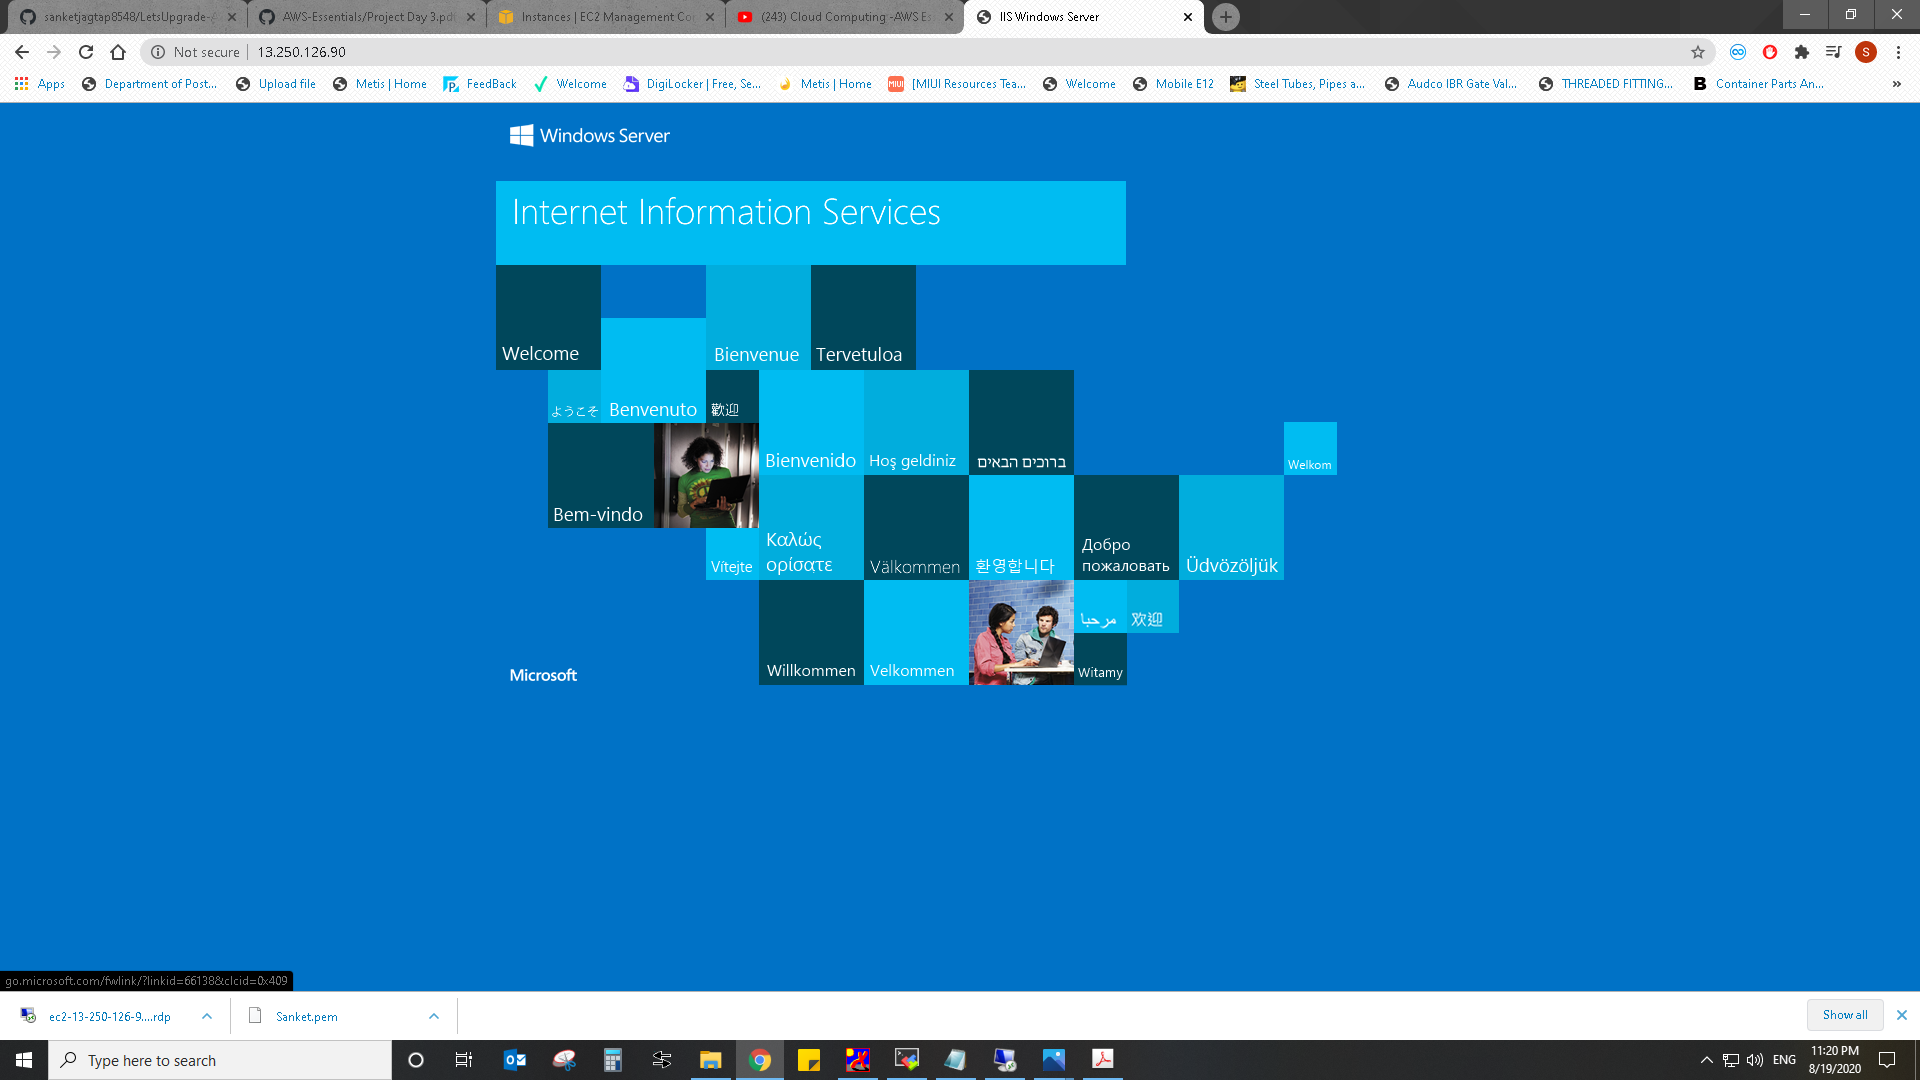 sanketjagtap8548/LetsUpgrade-
AWS-Essentials/Project Day 3.pd
Instances | EC2 Management Co
(243) Cloud Computing -AWS Es
IIS Windows Server
Not secure
13.250.126.90
S
Apps
Department of Post...
Upload file
Metis | Home
FeedBack
Welcome
DigiLocker | Free, Se...
Metis | Home
MIUI
[MIUI Resources Tea...
Welcome
Mobile E12
Steel Tubes, Pipes a...
Audco IBR Gate Val...
THREADED FITTING...
B
Container Parts An...
»
Windows Server
Internet Information Services
Welcome
Bienvenue
Tervetuloa
ようこそ
Benvenuto
歡迎
Bienvenido
Hoş geldiniz
ברוכים הבאים
Welkom
Bem-vindo
Vítejte
Καλώς
ορίσατε
Välkommen
환영합니다
Добро
пожаловать
Üdvözöljük
Willkommen
Velkommen
مرحبا
欢迎
Witamy
Microsoft
go.microsoft.com/fwlink/?linkid=66138&clcid=0x409
ec2-13-250-126-9....rdp
Sanket.pem
Show all
Type here to search
ENG
11:20 PM
8/19/2020